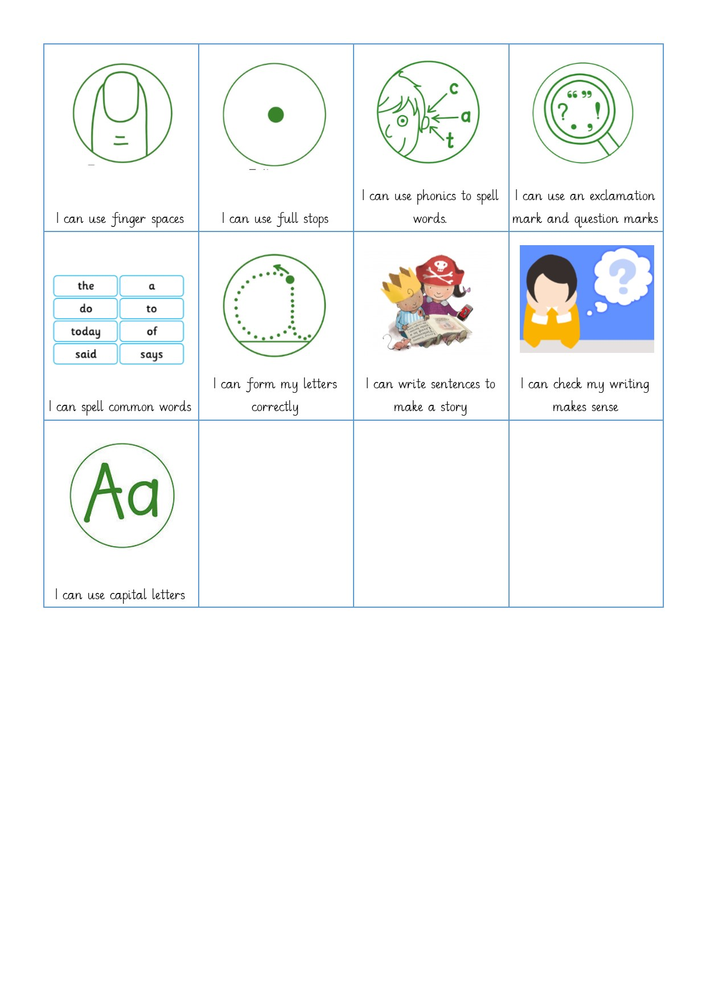 c
a
t
“ ”
? !
. ,
I can use finger spaces
I can use full stops
I can use phonics to spell
words.
I can use an exclamation
mark and question marks
the a
do to
today of
said says
?
I can spell common words
I can form my letters
correctly
I can write sentences to
make a story
I can check my writing
makes sense
Aa
I can use capital letters